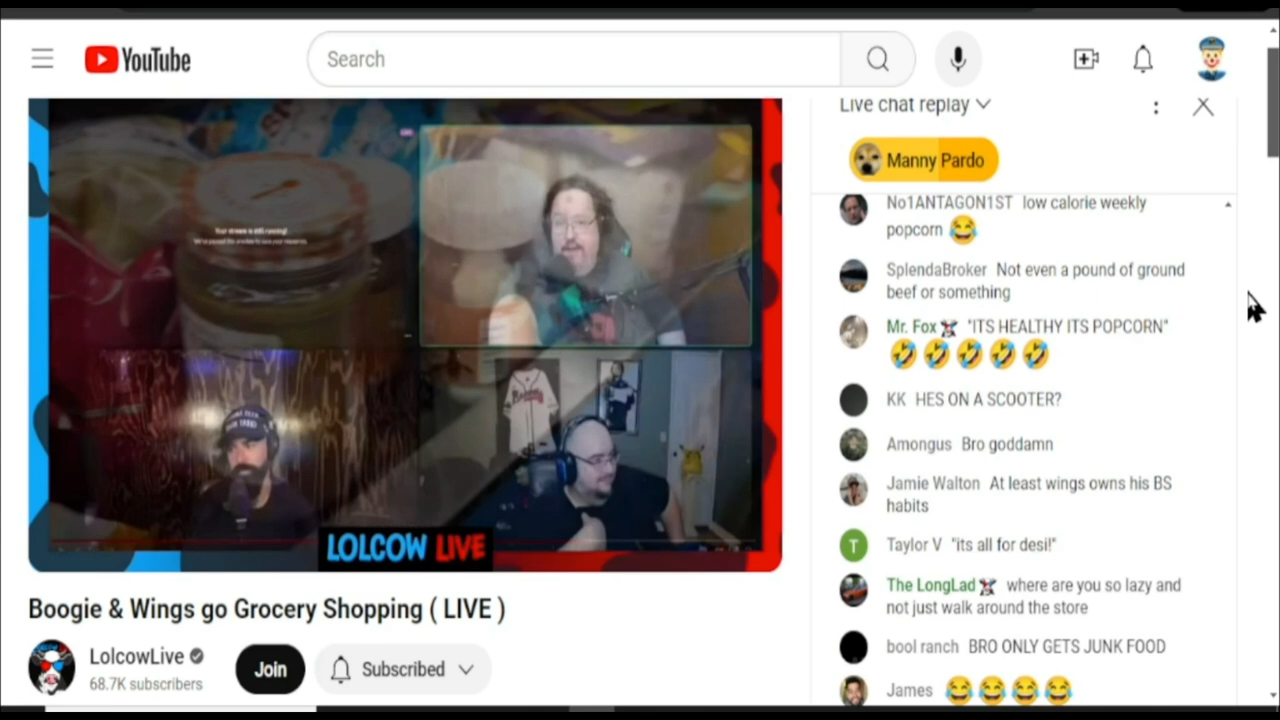 YouTube
Search
Live chat replay
Manny Pardo
Your stream is still running!
No1ANTAGON1ST low calorie weekly
popcorn 😂
SplendaBroker Not even a pound of ground
beef or something
Mr. Fox "ITS HEALTHY ITS POPCORN"
🤣🤣🤣🤣🤣
KK HES ON A SCOOTER?
Amongus Bro goddamn
Jamie Walton At least wings owns his BS
habits
T Taylor V "its all for desi!"
The LongLad where are you so lazy and
not just walk around the store
bool ranch BRO ONLY GETS JUNK FOOD
James 😂😂😂😂
Braves
LOLCOW LIVE
Boogie & Wings go Grocery Shopping ( LIVE )
LolcowLive
68.7K subscribers
Join
Subscribed